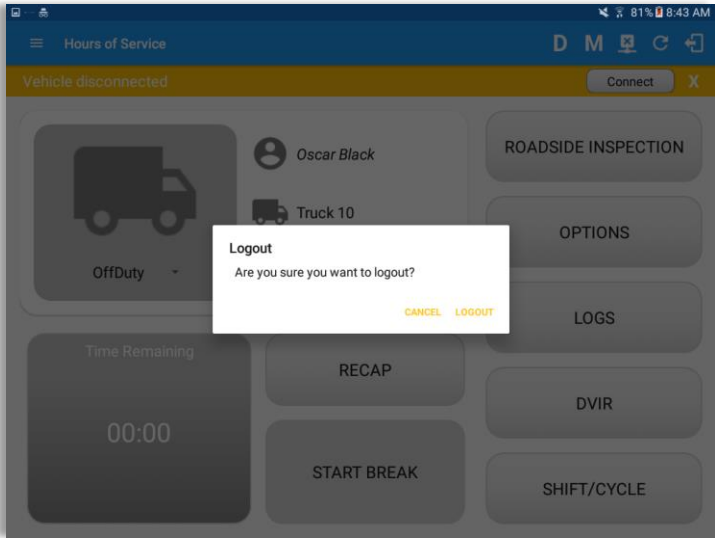 81% 8:43 AM
Hours of Service D M
Vehicle disconnected Connect X
Oscar Black
Truck 10
OffDuty
ROADSIDE INSPECTION
OPTIONS
LOGS
DVIR
SHIFT/CYCLE
Logout
Are you sure you want to logout?
CANCEL LOGOUT
Time Remaining
00:00
RECAP
START BREAK